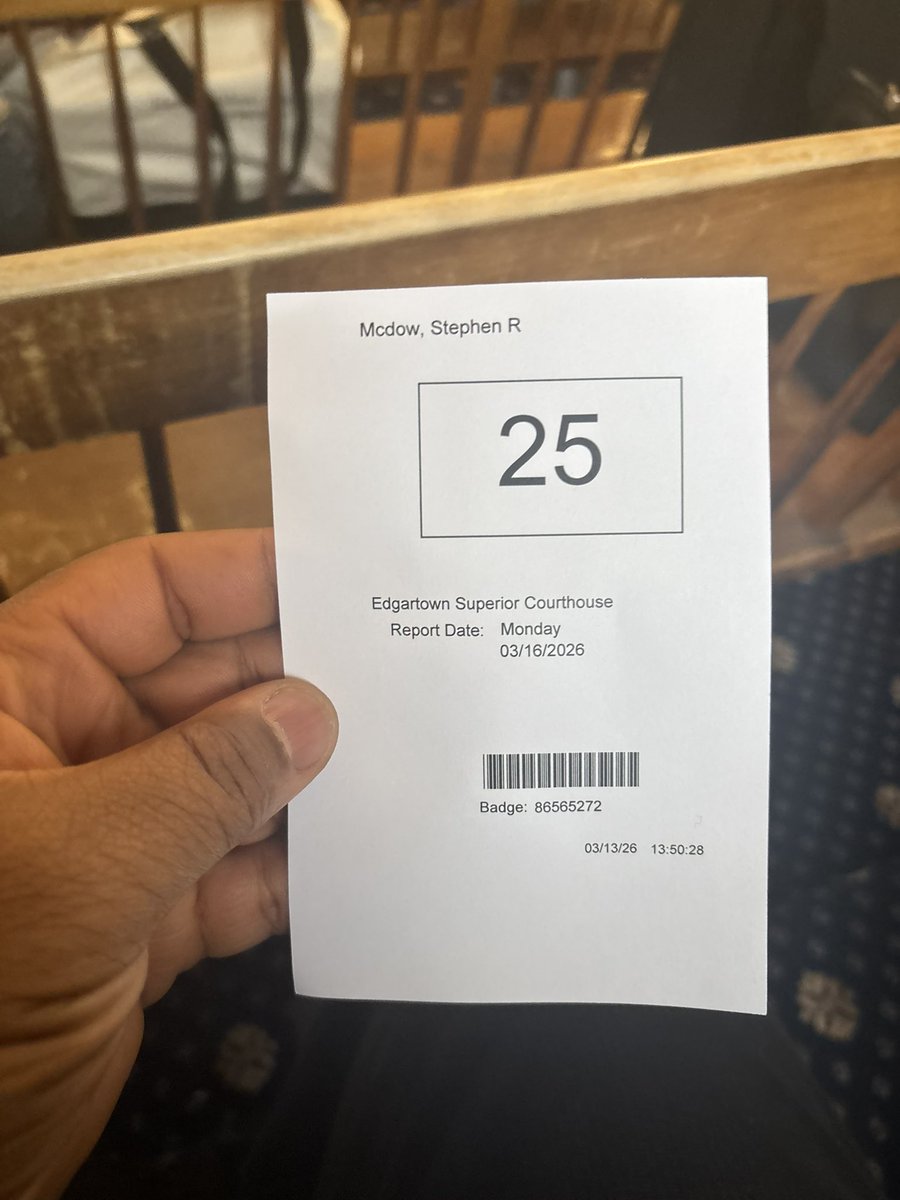 Mcdow, Stephen R
25
Edgartown Superior Courthouse
Report Date: Monday
03/16/2026
Badge: 86565272
03/13/26 13:50:28